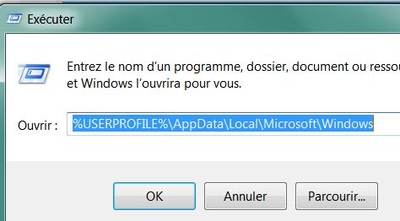 Exécuter
Entrez le nom d'un programme, dossier, document ou
et Windows l'ouvrira pour vous.
Ouvrir :
%USERPROFILE%\AppData\Local\Microsoft\Windows
OK
Annuler
Parcourir...